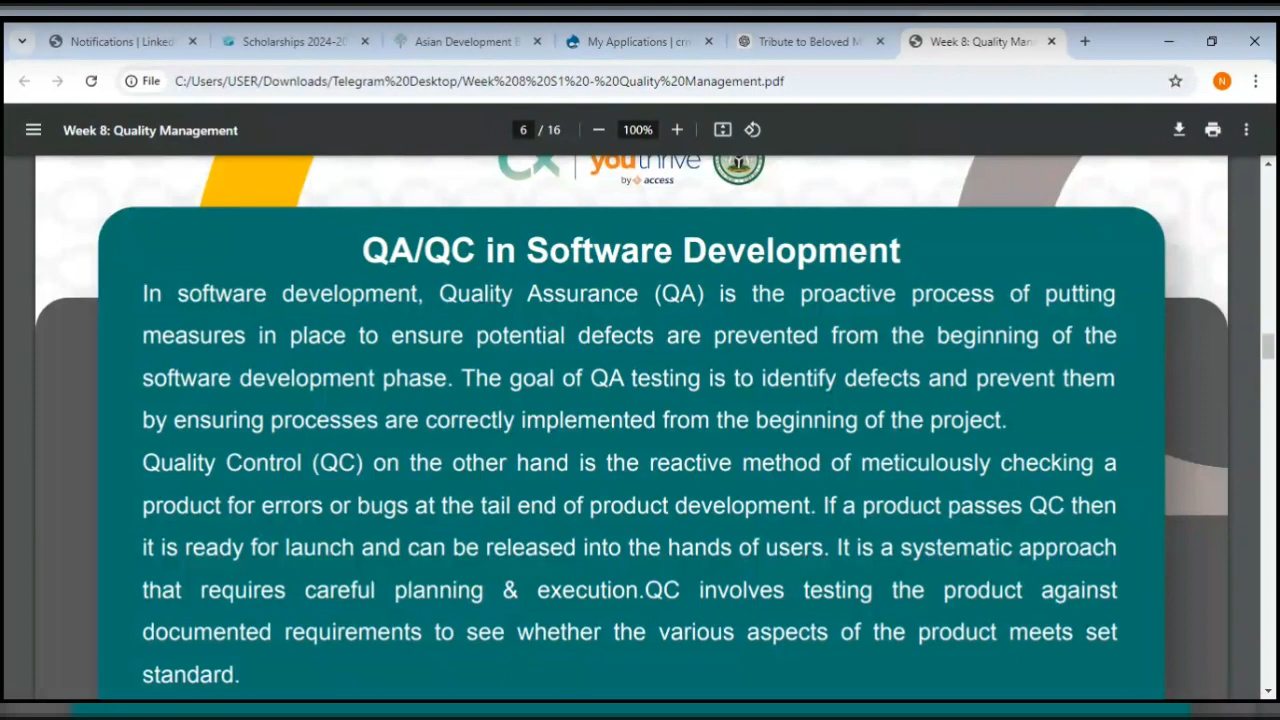 Notifications | Linke
Scholarships 2024-20
Asian Development
My Applications | cr
Tribute to Beloved M
Week 8: Quality Man
File
C:/Users/USER/Downloads/Telegram%20Desktop/Week%208%20S1%20-%20Quality%20Management.pdf
N
Week 8: Quality Management
6 / 16
100%
youthrive
by access
QA/QC in Software Development
In software development, Quality Assurance (QA) is the proactive process of putting
measures in place to ensure potential defects are prevented from the beginning of the
software development phase. The goal of QA testing is to identify defects and prevent them
by ensuring processes are correctly implemented from the beginning of the project.
Quality Control (QC) on the other hand is the reactive method of meticulously checking a
product for errors or bugs at the tail end of product development. If a product passes QC then
it is ready for launch and can be released into the hands of users. It is a systematic approach
that requires careful planning & execution.QC involves testing the product against
documented requirements to see whether the various aspects of the product meets set
standard.